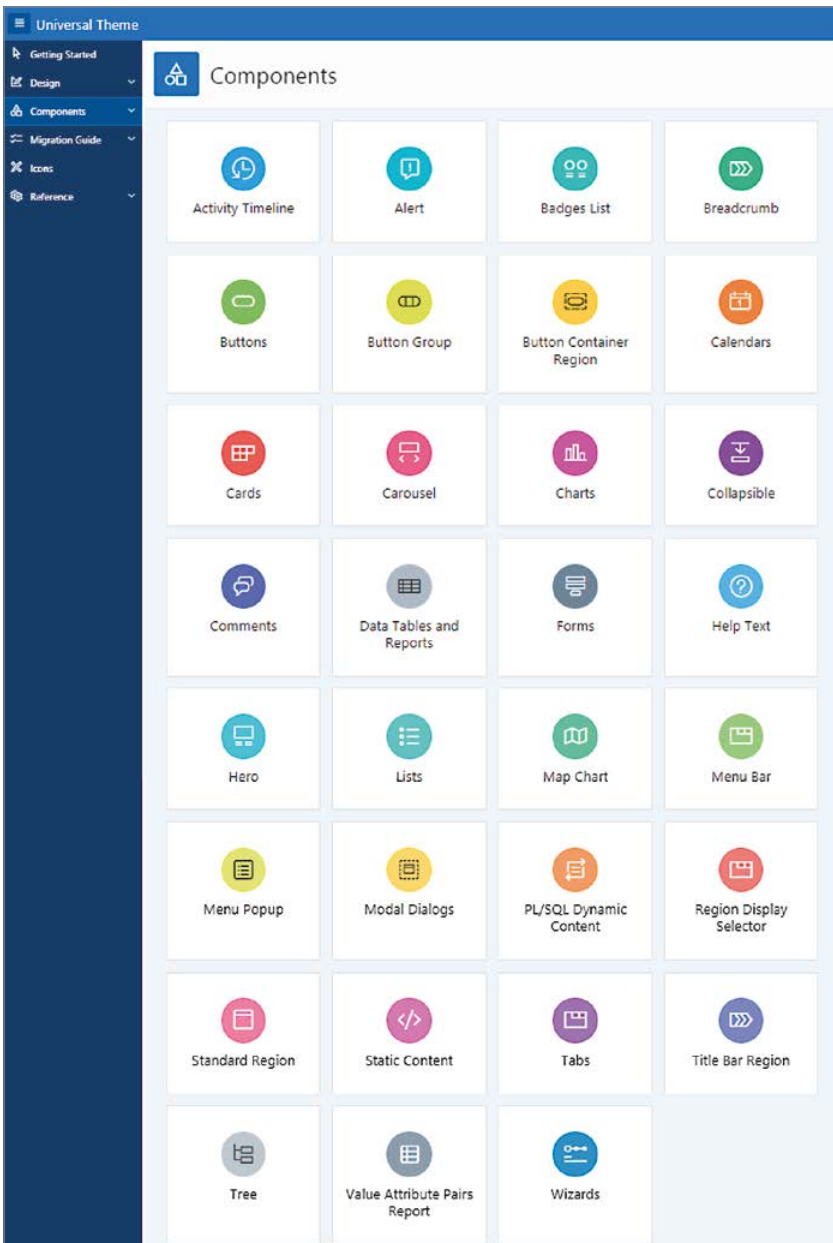 Universal Theme
Getting Started
Design
Components
Migration Guide
Icons
Reference
Components
Activity Timeline
Alert
Badges List
Breadcrumb
Buttons
Button Group
Button Container
Region
Calendars
1
Cards
Carousel
Charts
Collapsible
Comments
Data Tables and
Reports
Forms
Help Text
Hero
Lists
Map Chart
Menu Bar
Menu Popup
Modal Dialogs
PL/SQL Dynamic
Content
Region Display
Selector
Standard Region
Static Content
Tabs
Title Bar Region
Tree
Value Attribute Pairs
Report
Wizards